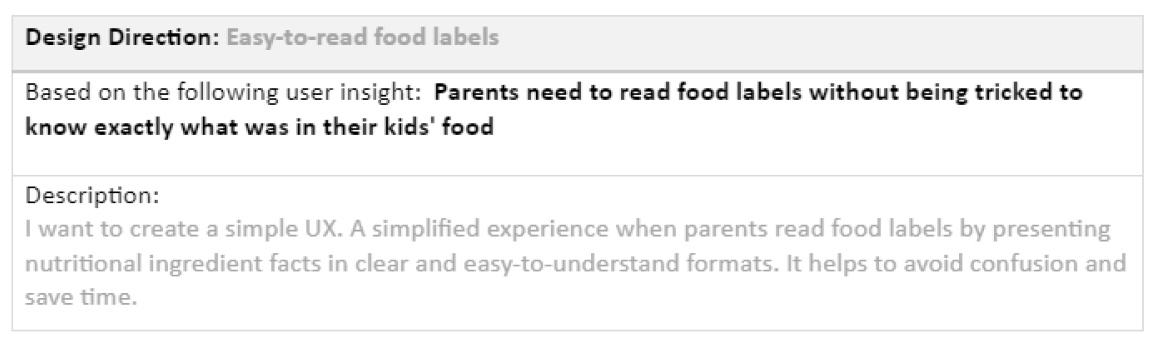 Design Direction: Easy-to-read food labels
Based on the following user insight: Parents need to read food labels without being tricked to
know exactly what was in their kids' food
Description:
I want to create a simple UX. A simplified experience when parents read food labels by presenting
nutritional ingredient facts in clear and easy-to-understand formats. It helps to avoid confusion and
save time.